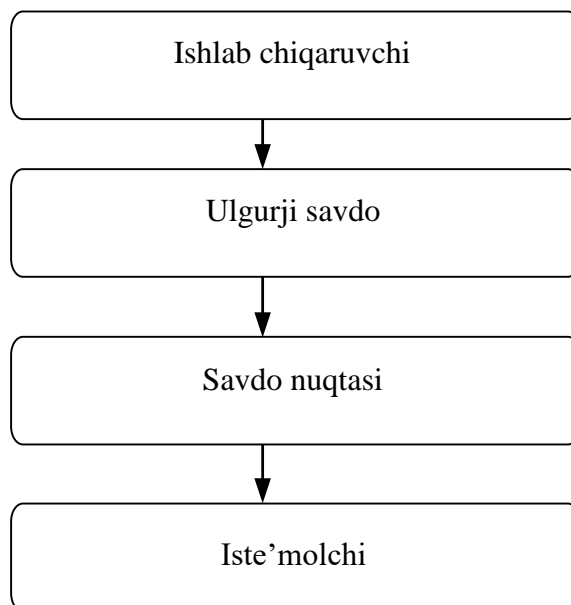 Ishlab chiqaruvchi
Ulgurji savdo
Savdo nuqtasi
Iste’molchi